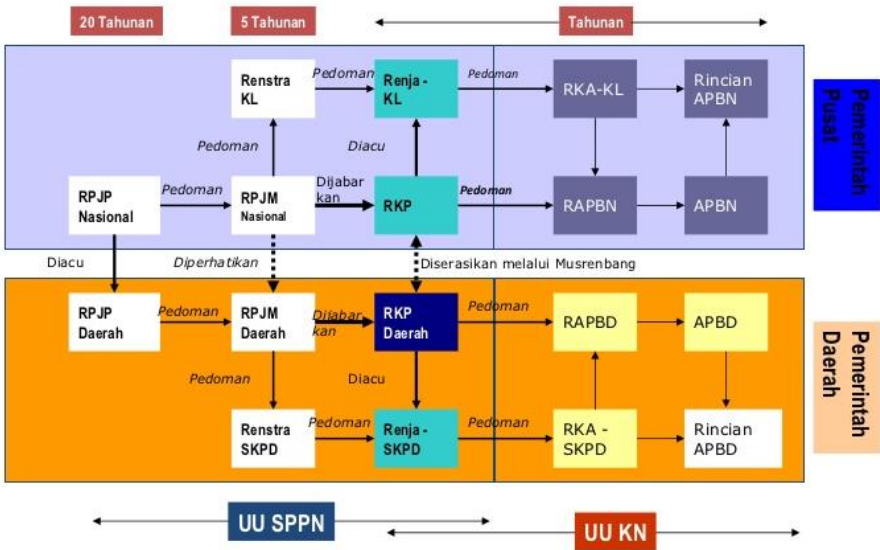 20 Tahunan
5 Tahunan
Tahunan
Renstra
KL
Pedoman
Renja -
KL
Pedoman
RKA-KL
Rincian
APBN
Pemerintah
Pusat
Pedoman
Diacu
RPJP
Nasional
Pedoman
RPJM
Nasional
Dijabar
kan
RKP
Pedoman
RAPBN
APBN
Diacu
Diperhatikan
Diserasikan melalui Musrenbang
RPJP
Daerah
Pedoman
RPJM
Daerah
Dijabar
kan
RKP
Daerah
Pedoman
RAPBD
APBD
Pemerintah
Daerah
Pedoman
Diacu
Renstra
SKPD
Pedoman
Renja -
SKPD
Pedoman
RKA -
SKPD
Rincian
APBD
UU SPPN
UU KN